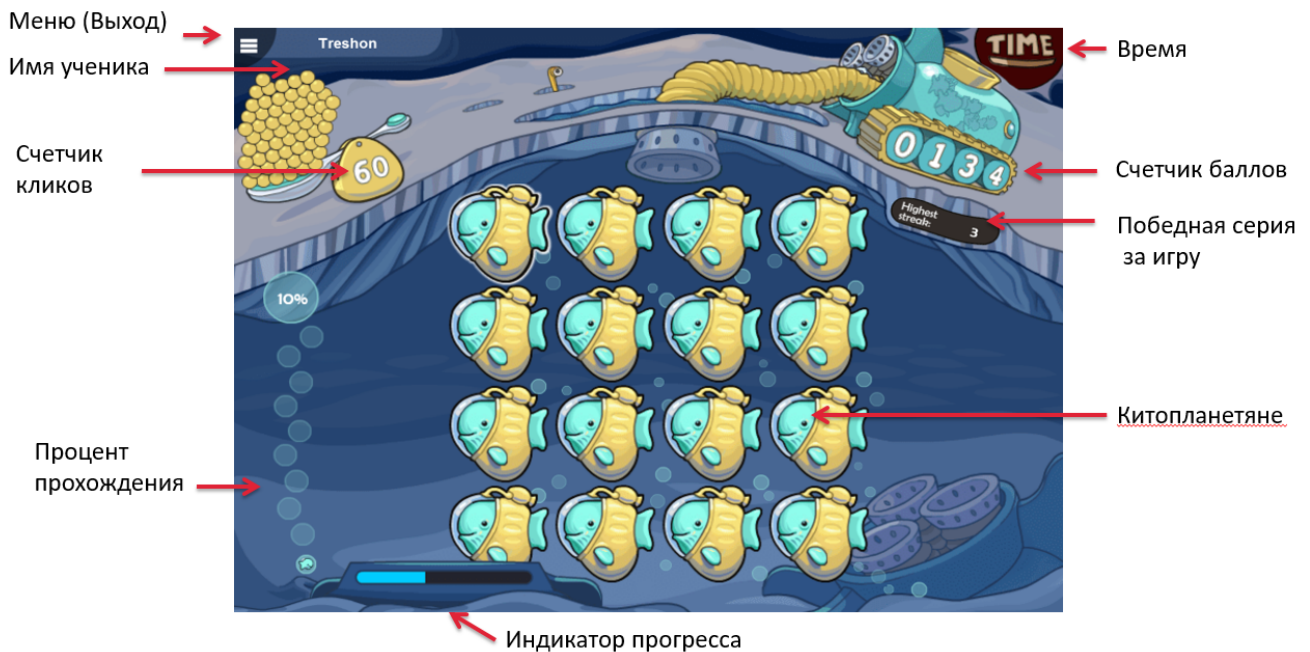 Меню (Выход)
Treshon
TIME
Время
Имя ученика
Счетчик
кликов
60
0134
Счетчик баллов
Highest
streak:
3
Победная серия
за игру
10%
Китопланетяне
Процент
прохождения
Индикатор прогресса